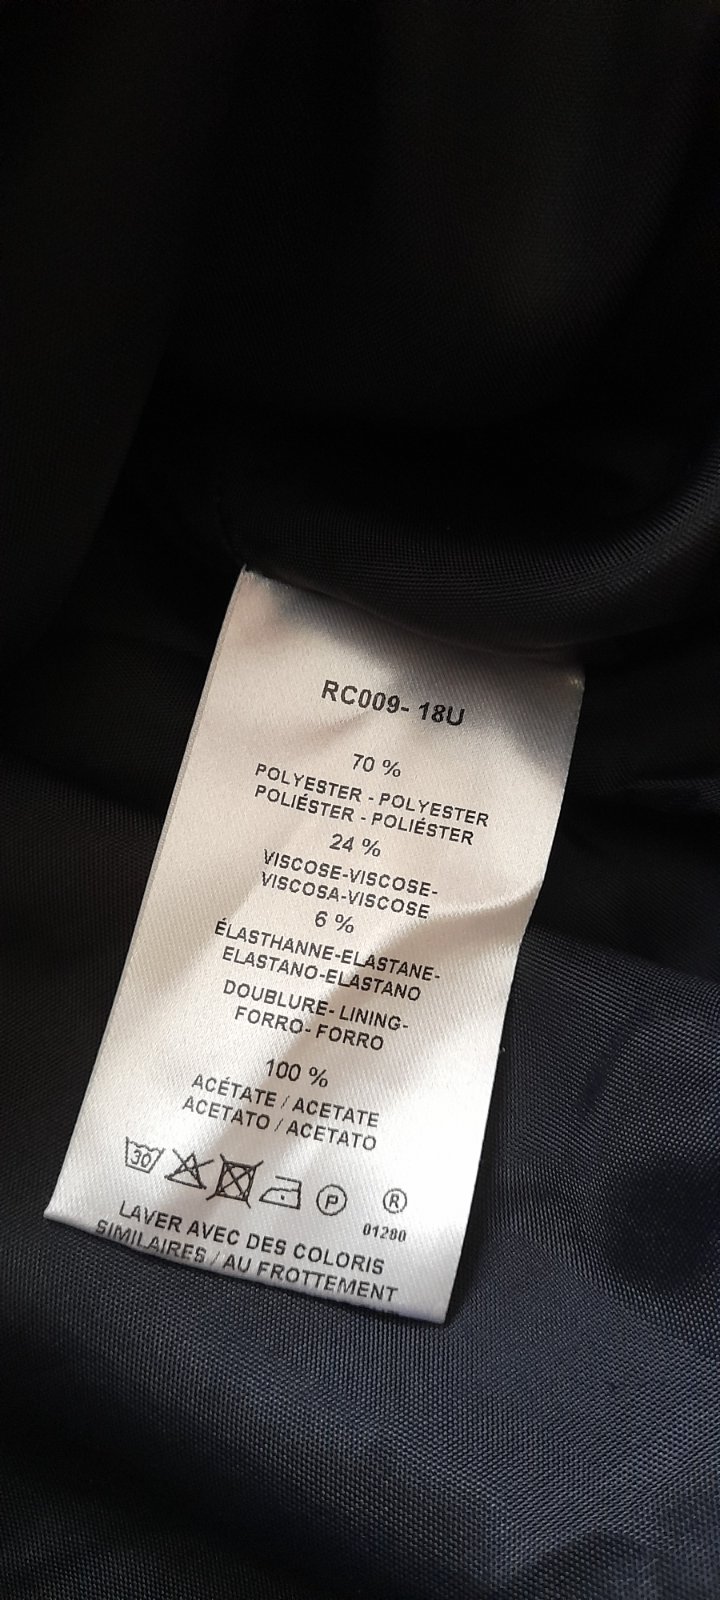 RC009- 18U
70 %
POLYESTER - POLYESTER
POLIÉSTER - POLIÉSTER
24 %
VISCOSE-VISCOSE-
VISCOSA-VISCOSE
6 %
ÉLASTHANNE-ELASTANE-
ELASTANO-ELASTANO
DOUBLURE- LINING-
FORRO- FORRO
100 %
ACÉTATE / ACETATE
ACETATO / ACETATO
30 P ®
01280
LAVER AVEC DES COLORIS
SIMILAIRES / AU FROTTEMENT